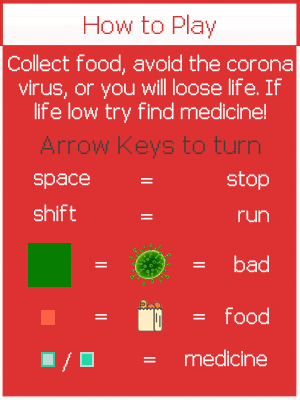 How to Play
Collect food, avoid the corona
virus, or you will loose life. If
life low try find medicine!
Arrow Keys to turn
space = stop
shift = run
= = bad
= = food
/ = medicine